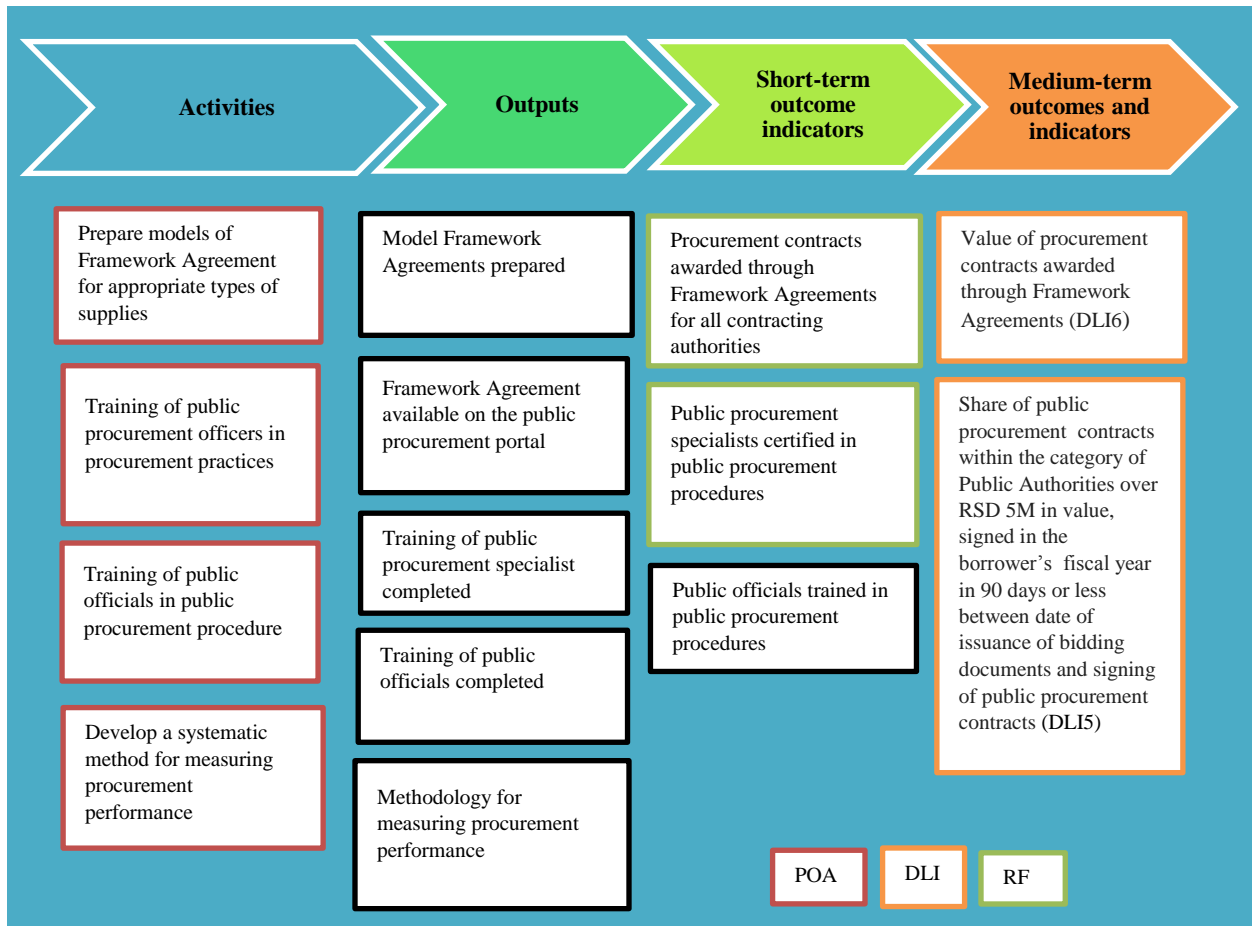 Activities
Outputs
Short-term
outcome
indicators
Medium-term
outcomes and
indicators
Prepare models of
Framework Agreement
for appropriate types of
supplies
Training of public
procurement officers in
procurement practices
Training of public
officials in public
procurement procedure
Develop a systematic
method for measuring
procurement
performance
Model Framework
Agreements prepared
Framework Agreement
available on the public
procurement portal
Training of public
procurement specialist
completed
Training of public
officials completed
Methodology for
measuring procurement
performance
Procurement contracts
awarded through
Framework Agreements
for all contracting
authorities
Public procurement
specialists certified in
public procurement
procedures
Public officials trained in
public procurement
procedures
Value of procurement
contracts awarded
through Framework
Agreements (DLI6)
Share of public
procurement contracts
within the category of
Public Authorities over
RSD 5M in value,
signed in the
borrower’s fiscal year
in 90 days or less
between date of
issuance of bidding
documents and signing
of public procurement
contracts (DLI5)
POA
DLI
RF